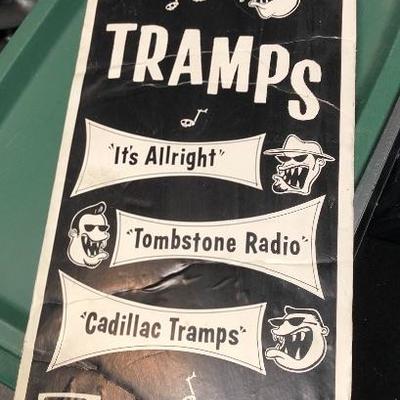 TRAMPS
"It's Allright"
"Tombstone Radio"
"Cadillac Tramps"